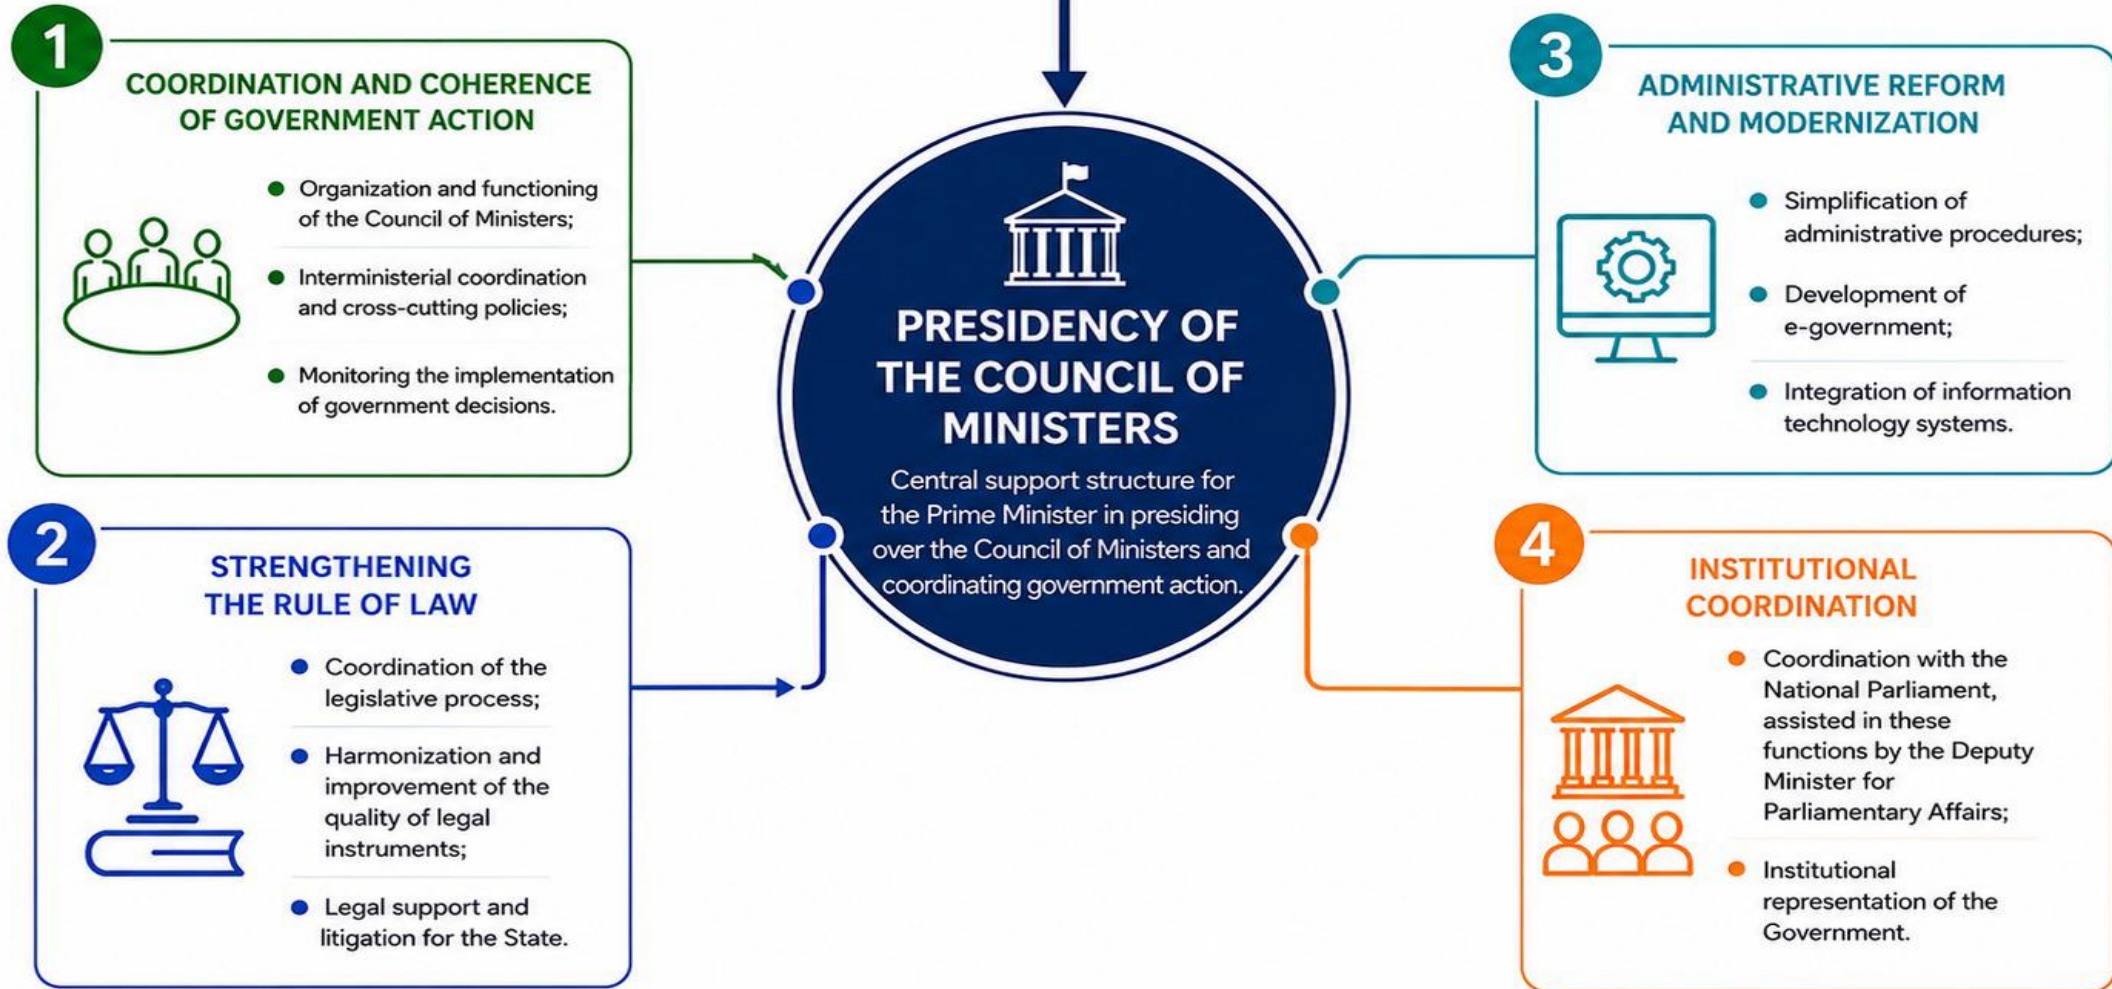 1
COORDINATION AND COHERENCE
OF GOVERNMENT ACTION
Organization and functioning
of the Council of Ministers;
Interministerial coordination
and cross-cutting policies;
Monitoring the implementation
of government decisions.
2
STRENGTHENING
THE RULE OF LAW
Coordination of the
legislative process;
Harmonization and
improvement of the
quality of legal
instruments;
Legal support and
litigation for the State.
PRESIDENCY OF
THE COUNCIL OF
MINISTERS
Central support structure for
the Prime Minister in presiding
over the Council of Ministers and
coordinating government action.
3
ADMINISTRATIVE REFORM
AND MODERNIZATION
Simplification of
administrative procedures;
Development of
e-government;
Integration of information
technology systems.
4
INSTITUTIONAL
COORDINATION
Coordination with the
National Parliament,
assisted in these
functions by the Deputy
Minister for
Parliamentary Affairs;
Institutional
representation of the
Government.